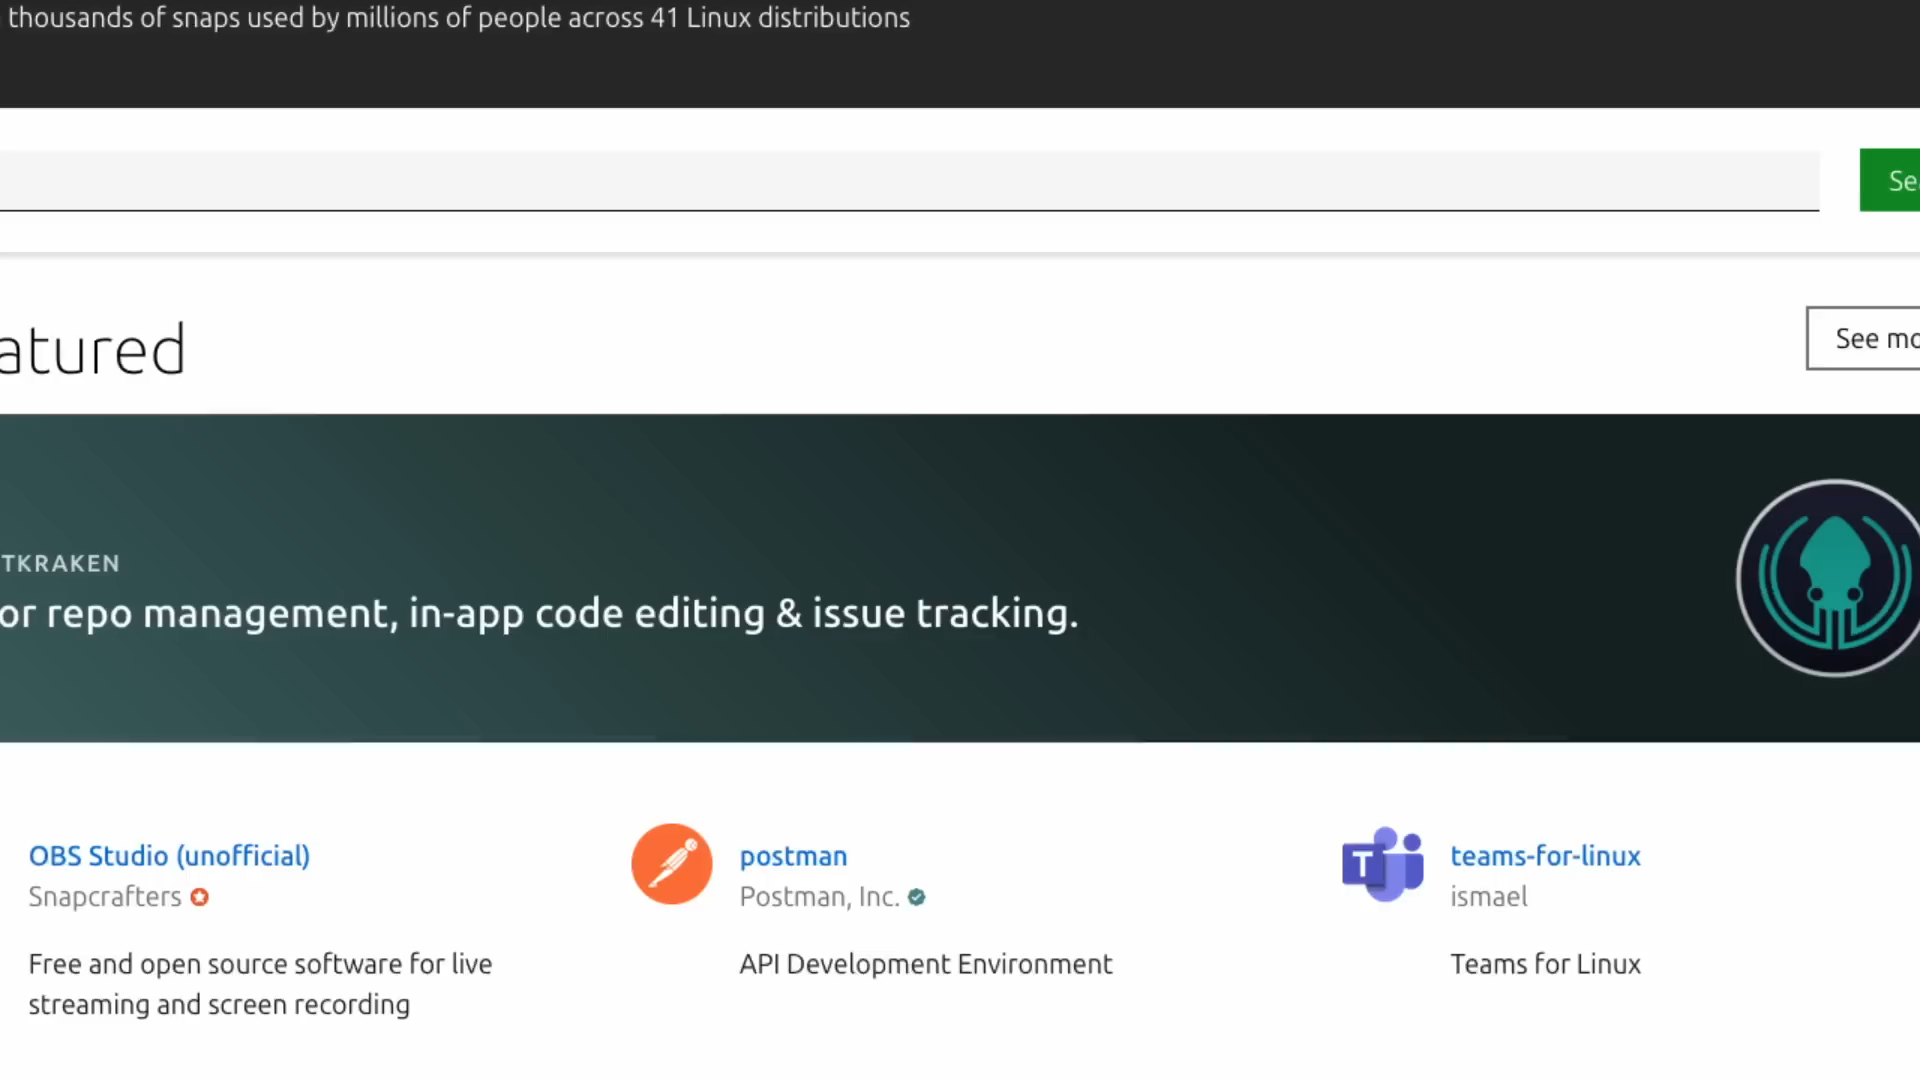 thousands of snaps used by millions of people across 41 Linux distributions
Se
atured
See mo
TKRAKEN
or repo management, in-app code editing & issue tracking.
OBS Studio (unofficial)
Snapcrafters
Free and open source software for live
streaming and screen recording
postman
Postman, Inc.
API Development Environment
T
teams-for-linux
ismael
Teams for Linux